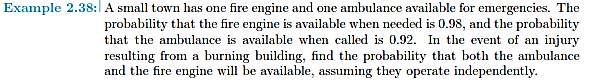 Example 2.38: A small town has one fire engine and one ambulance available for emergencies. The
probability that the fire engine is available when needed is 0.98, and the probability
that the ambulance is available when called is 0.92. In the event of an injury
resulting from a burning building, find the probability that both the ambulance
and the fire engine will be available, assuming they operate independently.